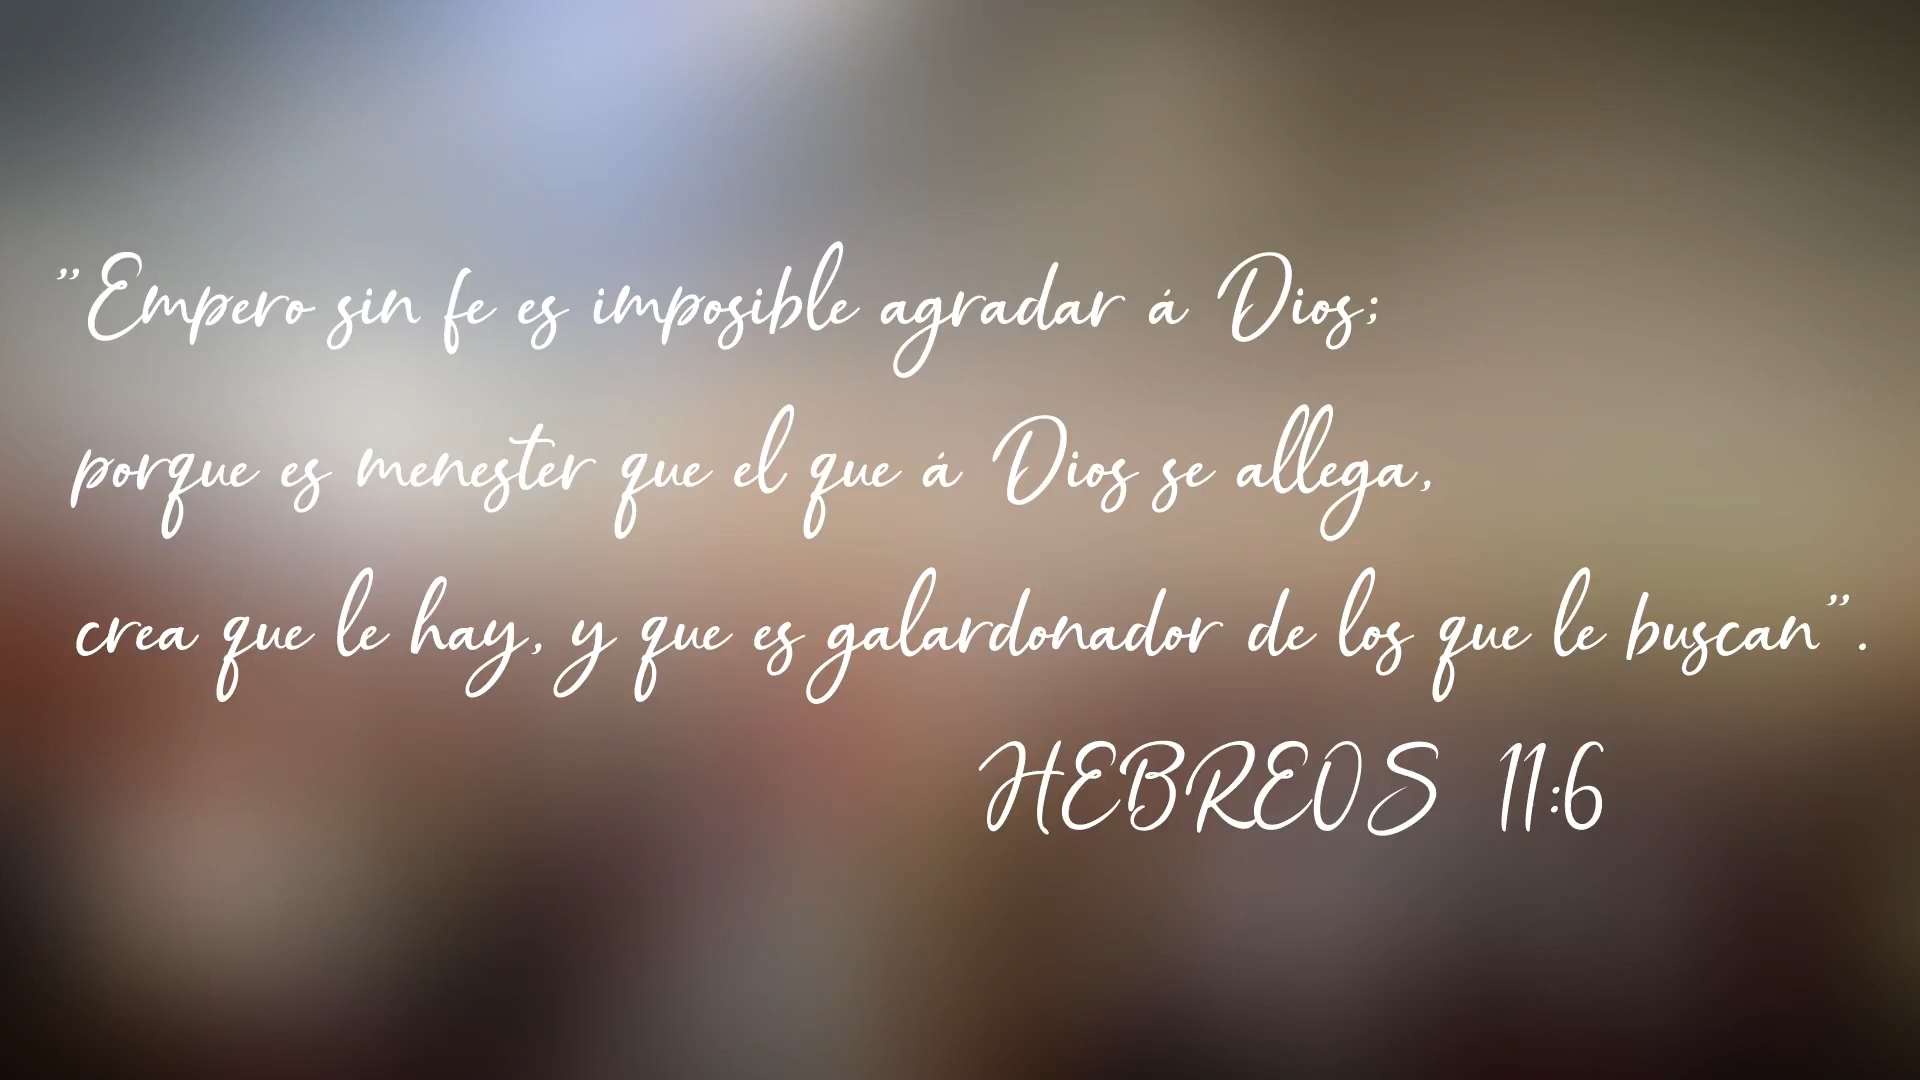 "Empero sin fe es imposible agradar á Dios;
porque es menester que el que á Dios se allega,
crea que le hay, y que es galardonador de los que le buscan".
HEBREOS 11:6